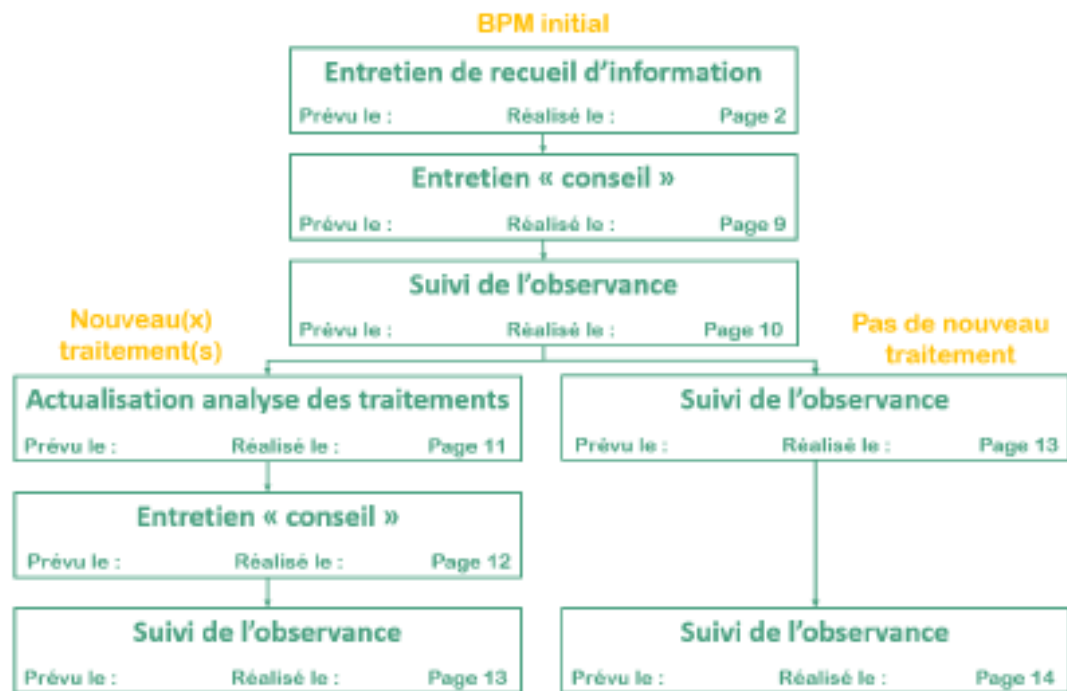 BPM initial
Entretien de recueil d'information
Prévu le : Réalisé le : Page 2
Entretien « conseil »
Prévu le : Réalisé le : Page 9
Suivi de l'observance
Prévu le : Réalisé le : Page 10
Nouveau(x)
traitement(s)
Pas de nouveau
traitement
Actualisation analyse des traitements
Prévu le : Réalisé le : Page 11
Entretien « conseil »
Prévu le : Réalisé le : Page 12
Suivi de l'observance
Prévu le : Réalisé le : Page 13
Suivi de l'observance
Prévu le : Réalisé le : Page 13
Suivi de l'observance
Prévu le : Réalisé le : Page 14